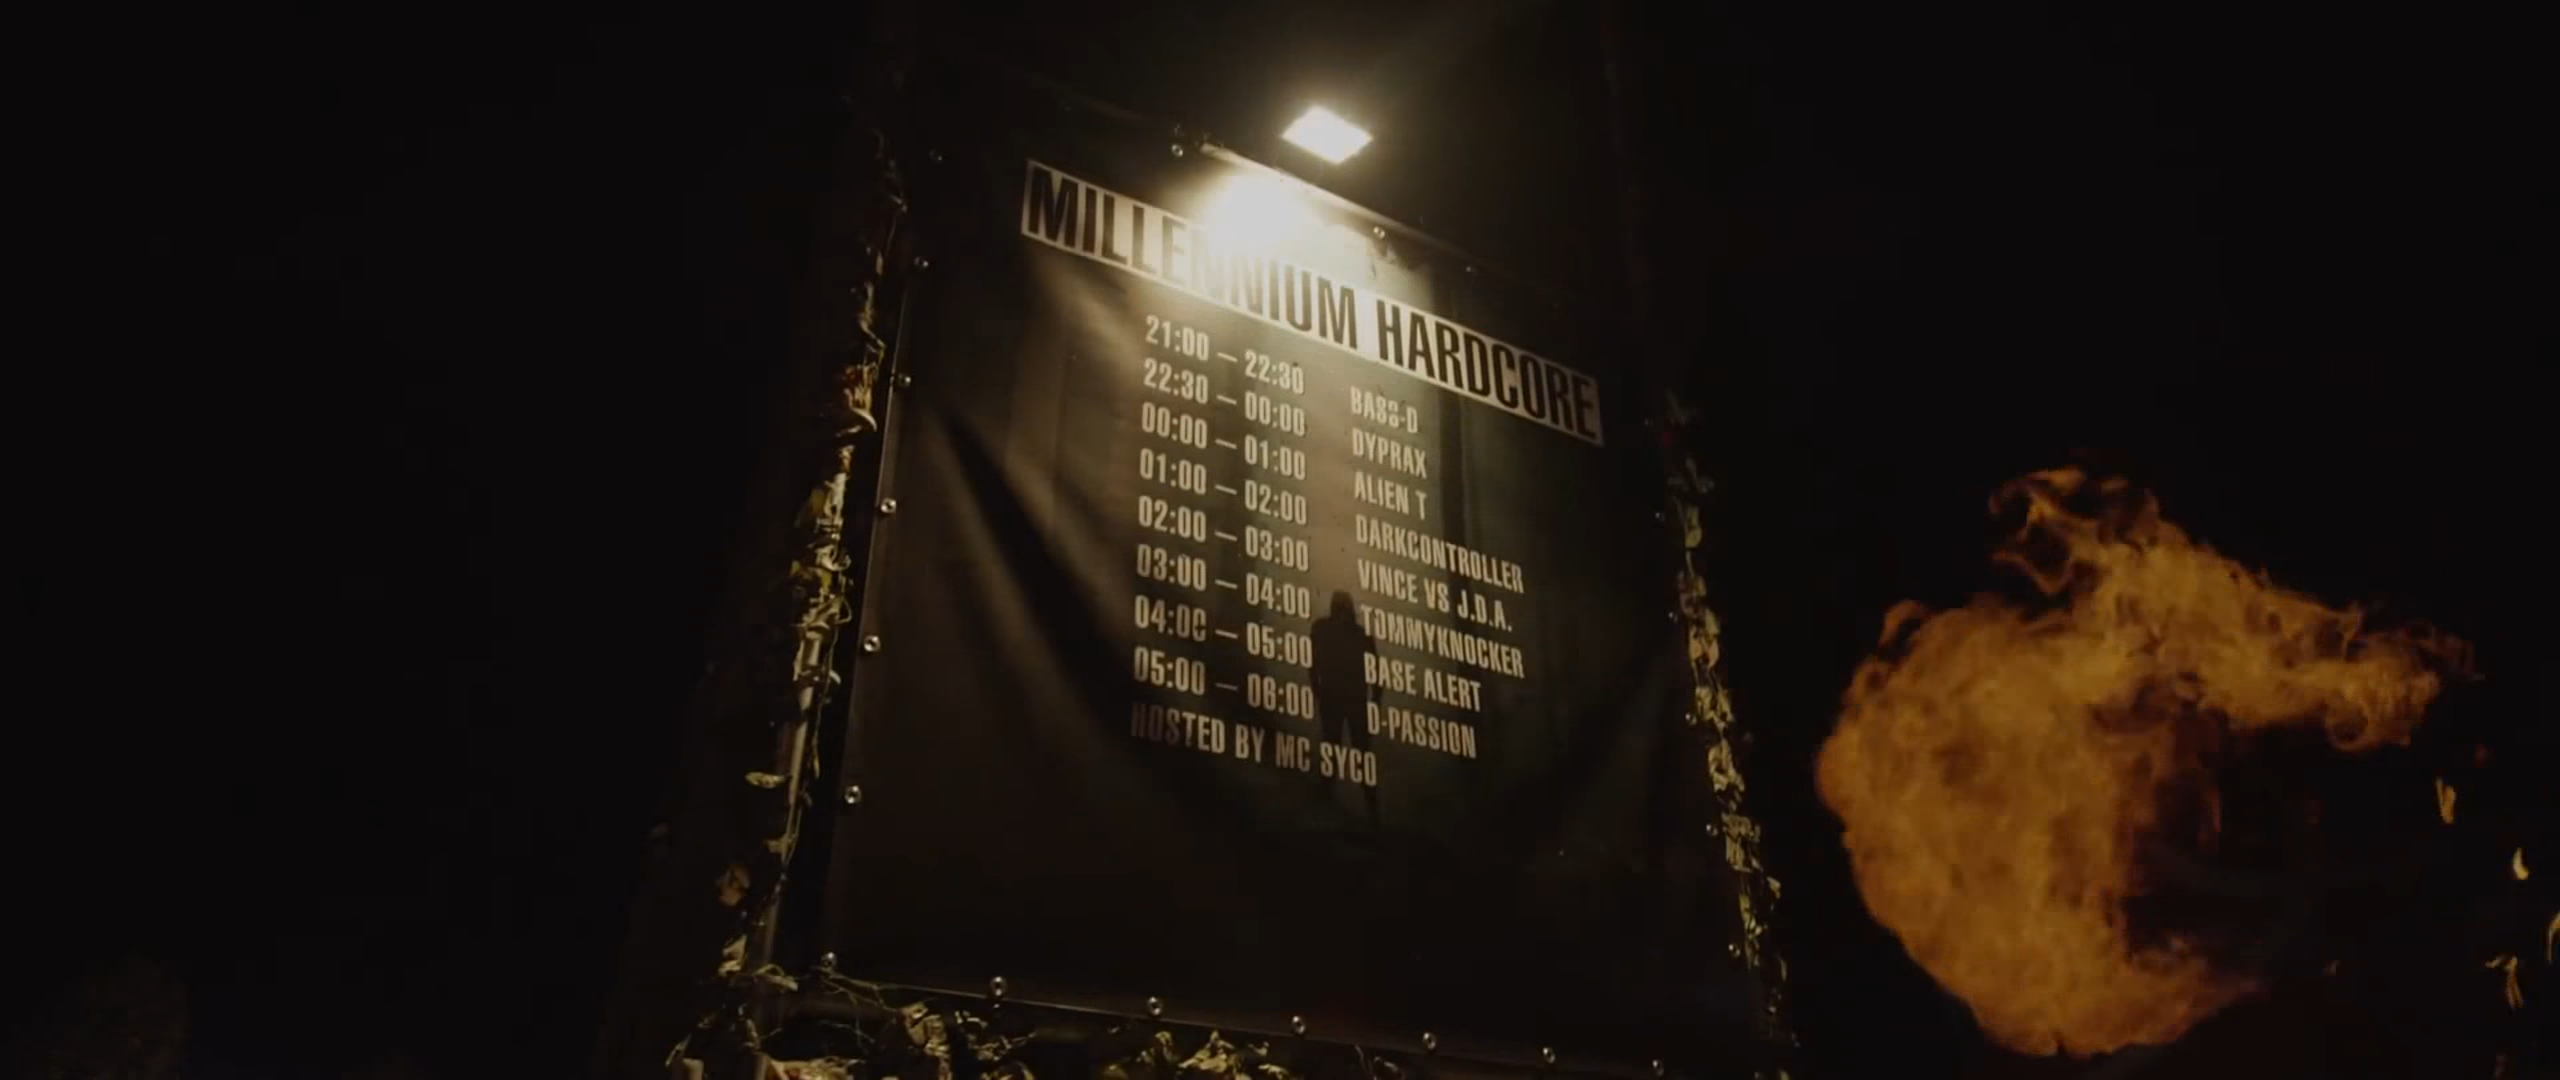 MILLENNIUM HARDCORE
21:00 – 22:30 BASS-D
22:30 – 00:00 DYPRAX
00:00 – 01:00 ALIEN T
01:00 – 02:00 DARKCONTROLLER
02:00 – 03:00 VINCE VS J.D.A.
03:00 – 04:00 TOMMYKNOCKER
04:00 – 05:00 BASE ALERT
05:00 – 06:00 D-PASSION
HOSTED BY MC SYCO